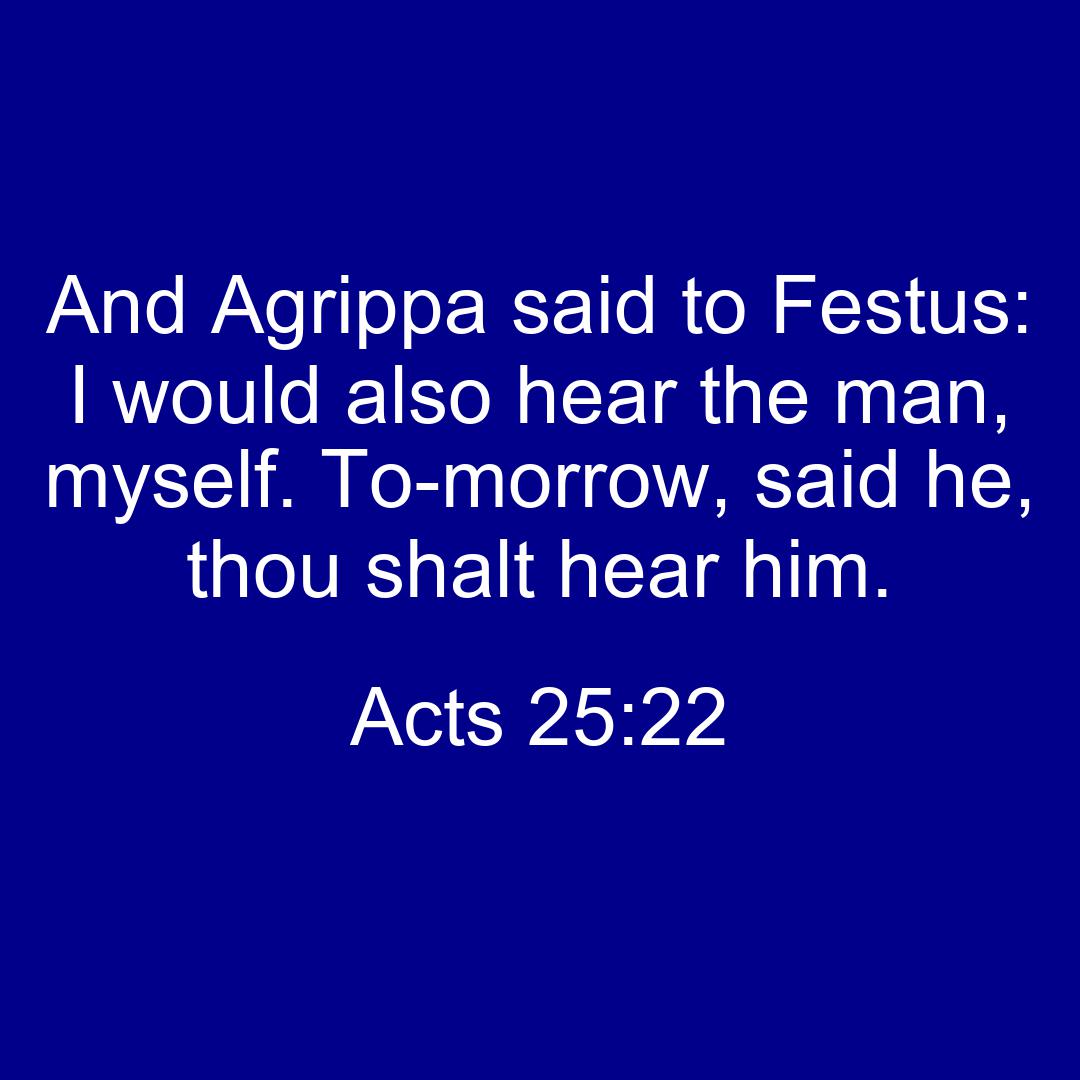 And Agrippa said to Festus:
I would also hear the man,
myself. To-morrow, said he,
thou shalt hear him.
Acts 25:22